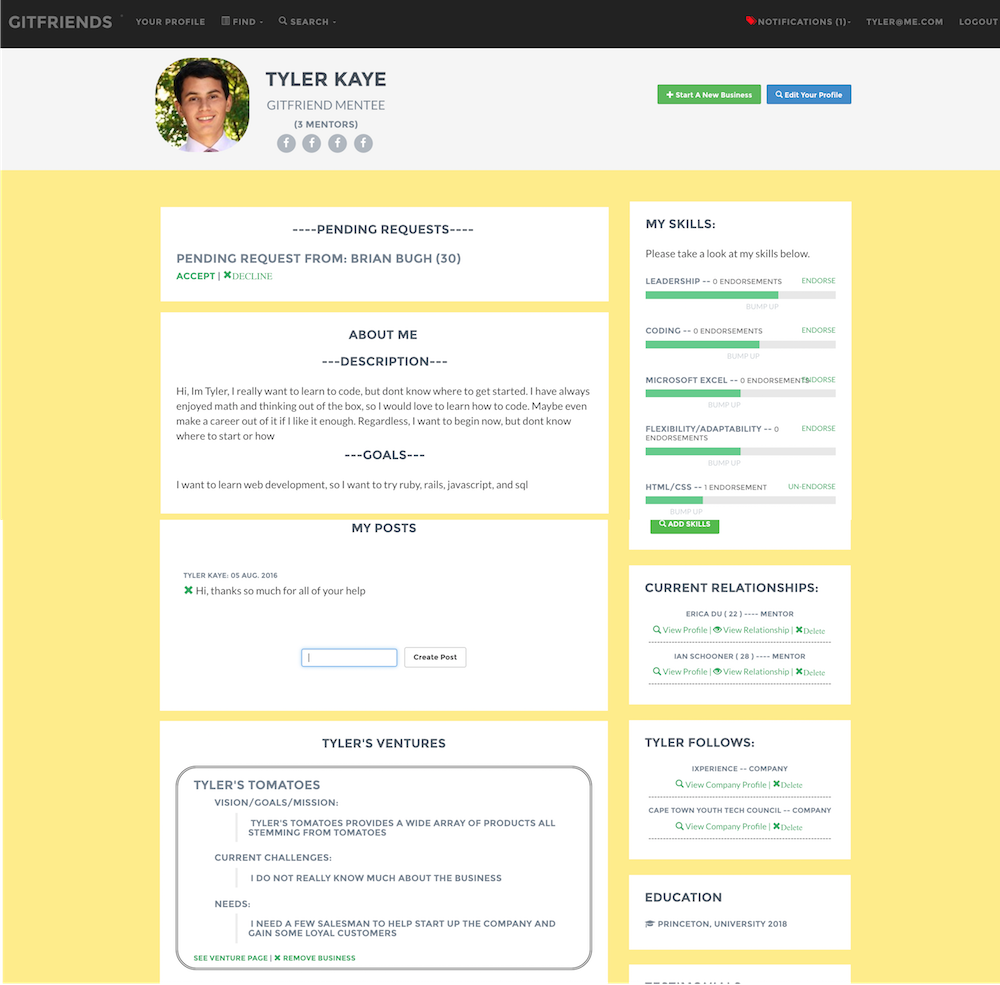 GITFRIENDS YOUR PROFILE FIND SEARCH NOTIFICATIONS (1) TYLER@ME.COM LOGOUT
TYLER KAYE
GITFRIEND MENTEE
(3 MENTORS)
+ Start A New Business Edit Your Profile
----PENDING REQUESTS----
PENDING REQUEST FROM: BRIAN BUGH (30)
ACCEPT | DECLINE
ABOUT ME
---DESCRIPTION---
Hi, Im Tyler, I really want to learn to code, but dont know where to get started. I have always
enjoyed math and thinking out of the box, so I would love to learn how to code. Maybe even
make a career out of it if I like it enough. Regardless, I want to begin now, but dont know
where to start or how
---GOALS---
I want to learn web development, so I want to try ruby, rails, javascript, and sql
MY POSTS
TYLER KAYE: 05 AUG. 2016
Hi, thanks so much for all of your help
Create Post
TYLER'S VENTURES
TYLER'S TOMATOES
VISION/GOALS/MISSION:
TYLER'S TOMATOES PROVIDES A WIDE ARRAY OF PRODUCTS ALL
STEMMING FROM TOMATOES
CURRENT CHALLENGES:
I DO NOT REALLY KNOW MUCH ABOUT THE BUSINESS
NEEDS:
I NEED A FEW SALESMAN TO HELP START UP THE COMPANY AND
GAIN SOME LOYAL CUSTOMERS
SEE VENTURE PAGE | REMOVE BUSINESS
MY SKILLS:
Please take a look at my skills below.
LEADERSHIP -- 0 ENDORSEMENTS ENDORSE
BUMP UP
CODING -- 0 ENDORSEMENTS ENDORSE
BUMP UP
MICROSOFT EXCEL -- 0 ENDORSEMENTS ENDORSE
BUMP UP
FLEXIBILITY/ADAPTABILITY -- 0 ENDORSE
ENDORSEMENTS
BUMP UP
HTML/CSS -- 1 ENDORSEMENT UN-ENDORSE
BUMP UP
ADD SKILLS
CURRENT RELATIONSHIPS:
ERICA DU ( 22 ) ---- MENTOR
View Profile | View Relationship | Delete
IAN SCHOONER ( 28 ) ---- MENTOR
View Profile | View Relationship | Delete
TYLER FOLLOWS:
IXPERIENCE -- COMPANY
View Company Profile | Delete
CAPE TOWN YOUTH TECH COUNCIL -- COMPANY
View Company Profile | Delete
EDUCATION
PRINCETON, UNIVERSITY 2018